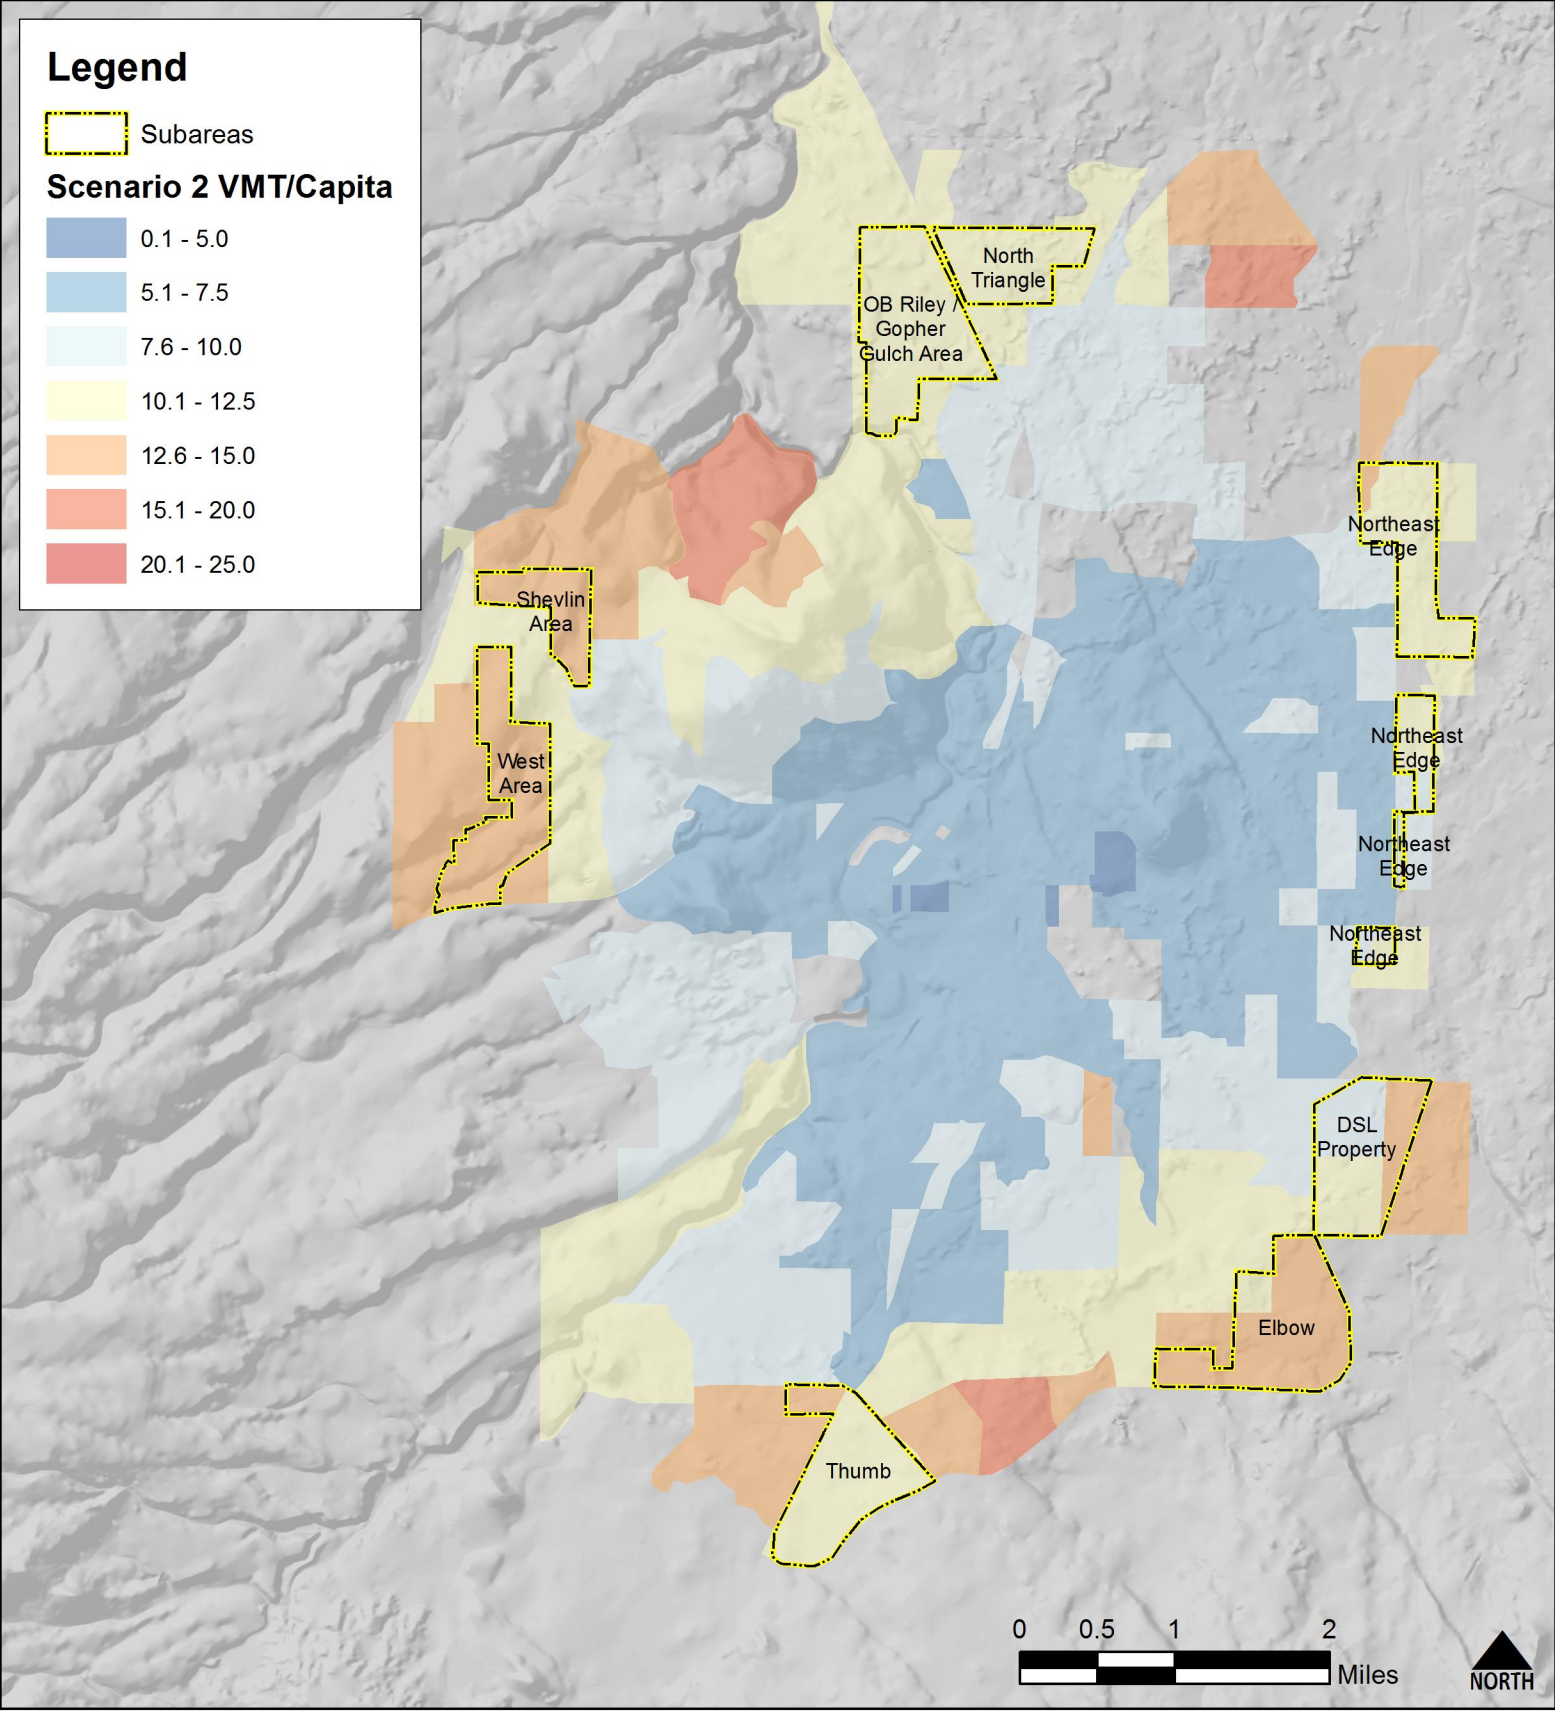 Legend
Subareas
Scenario 2 VMT/Capita
0.1 - 5.0
5.1 - 7.5
7.6 - 10.0
10.1 - 12.5
12.6 - 15.0
15.1 - 20.0
20.1 - 25.0
North
Triangle
OB Riley /
Gopher
Gulch Area
Northeast
Edge
Shevlin
Area
Northeast
Edge
West
Area
Northeast
Edge
Northeast
Edge
DSL
Property
Elbow
Thumb
0 0.5 1 2
Miles
NORTH